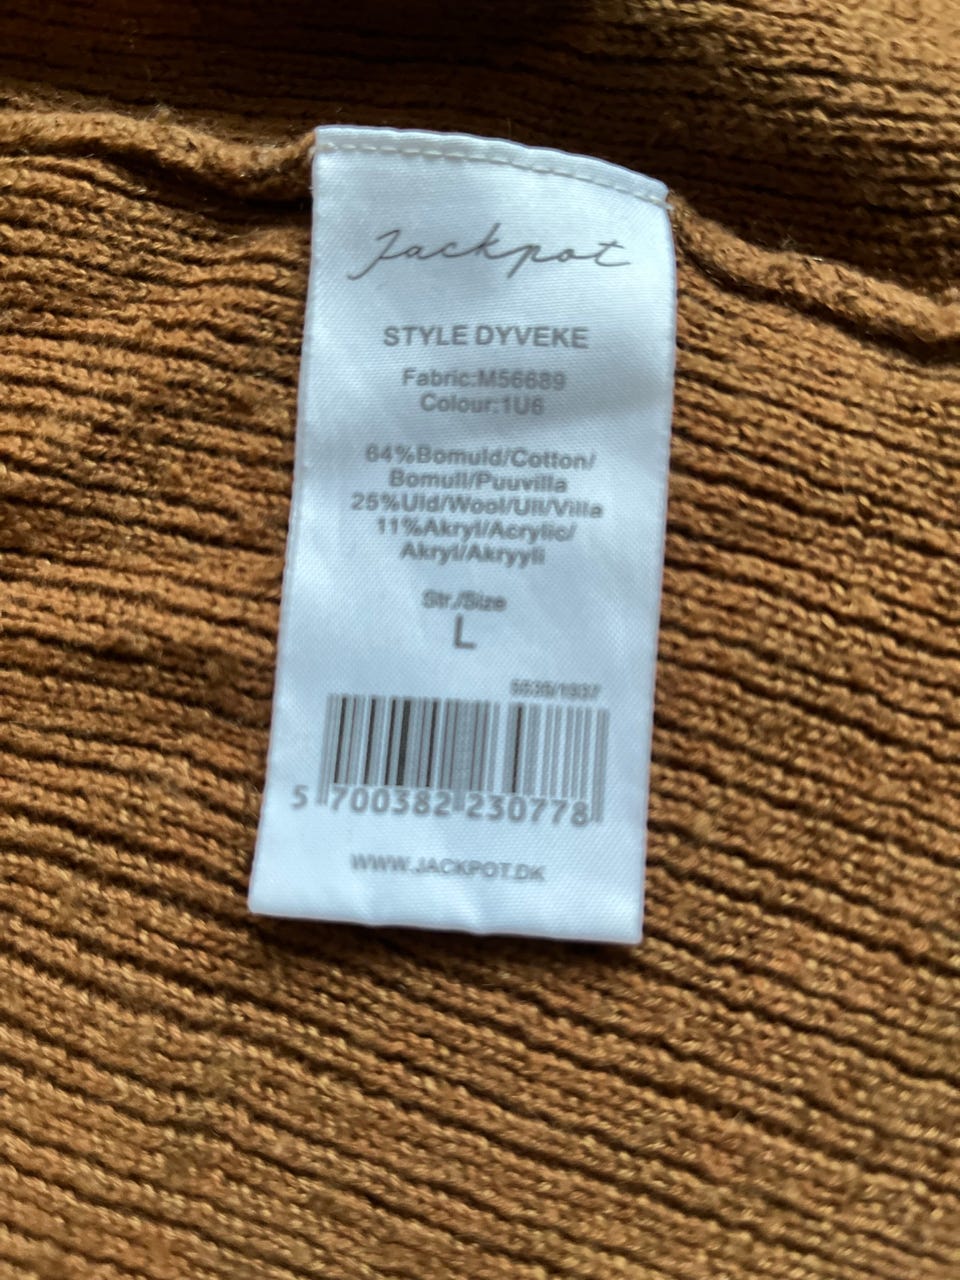 Jackpot
STYLE DYVEKE
Fabric:M56689
Colour:1U6
64%Bomuld/Cotton/
Bomull/Puuvilla
25%Uld/Wool/Ull/Villa
11%Akryl/Acrylic/
Akryl/Akryyli
Str./Size
L
5 700382 230778
WWW.JACKPOT.DK